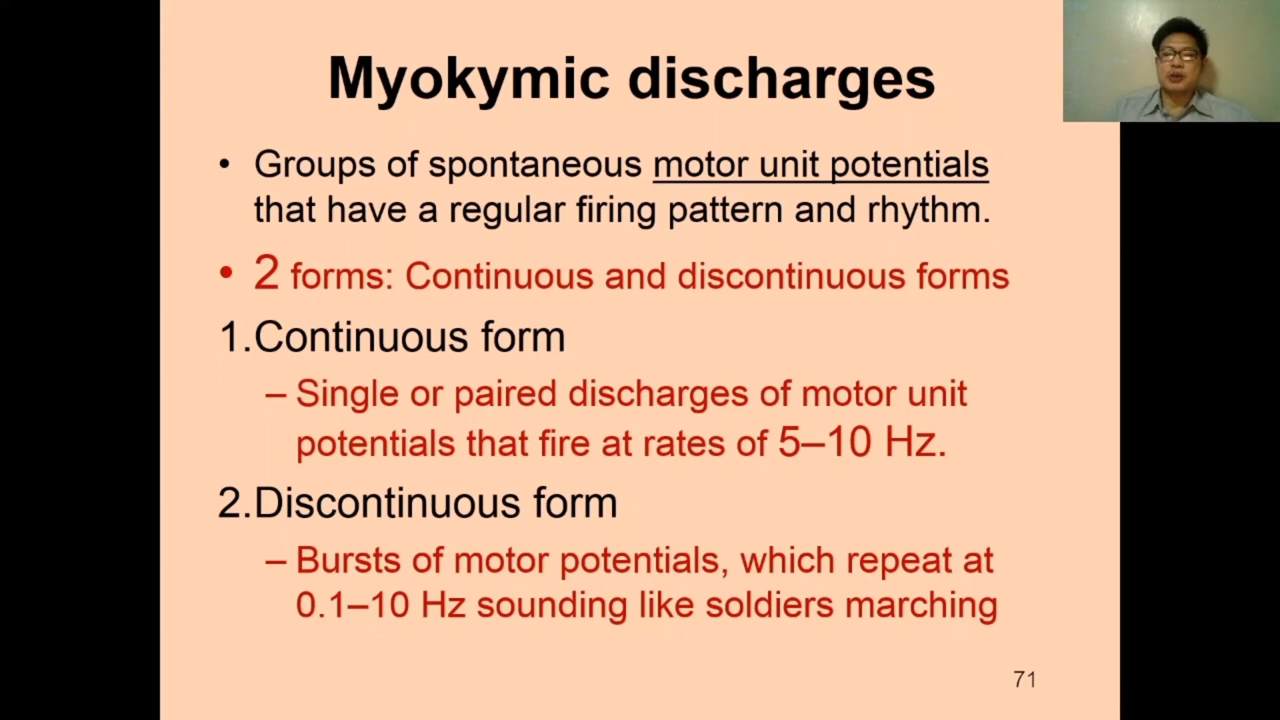 Myokymic discharges
• Groups of spontaneous motor unit potentials
that have a regular firing pattern and rhythm.
• 2 forms: Continuous and discontinuous forms
1.Continuous form
– Single or paired discharges of motor unit
potentials that fire at rates of 5–10 Hz.
2.Discontinuous form
– Bursts of motor potentials, which repeat at
0.1–10 Hz sounding like soldiers marching
71